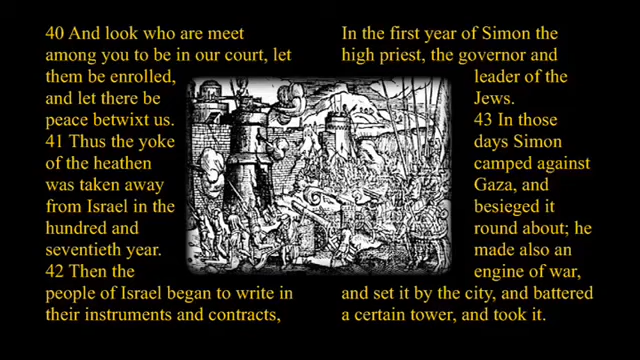 40 And look who are meet
among you to be in our court, let
them be enrolled,
and let there be
peace betwixt us.
41 Thus the yoke
of the heathen
was taken away
from Israel in the
hundred and
seventieth year.
42 Then the
people of Israel began to write in
their instruments and contracts,
In the first year of Simon the
high priest, the governor and
leader of the
Jews.
43 In those
days Simon
camped against
Gaza, and
besieged it
round about; he
made also an
engine of war,
and set it by the city, and battered
a certain tower, and took it.